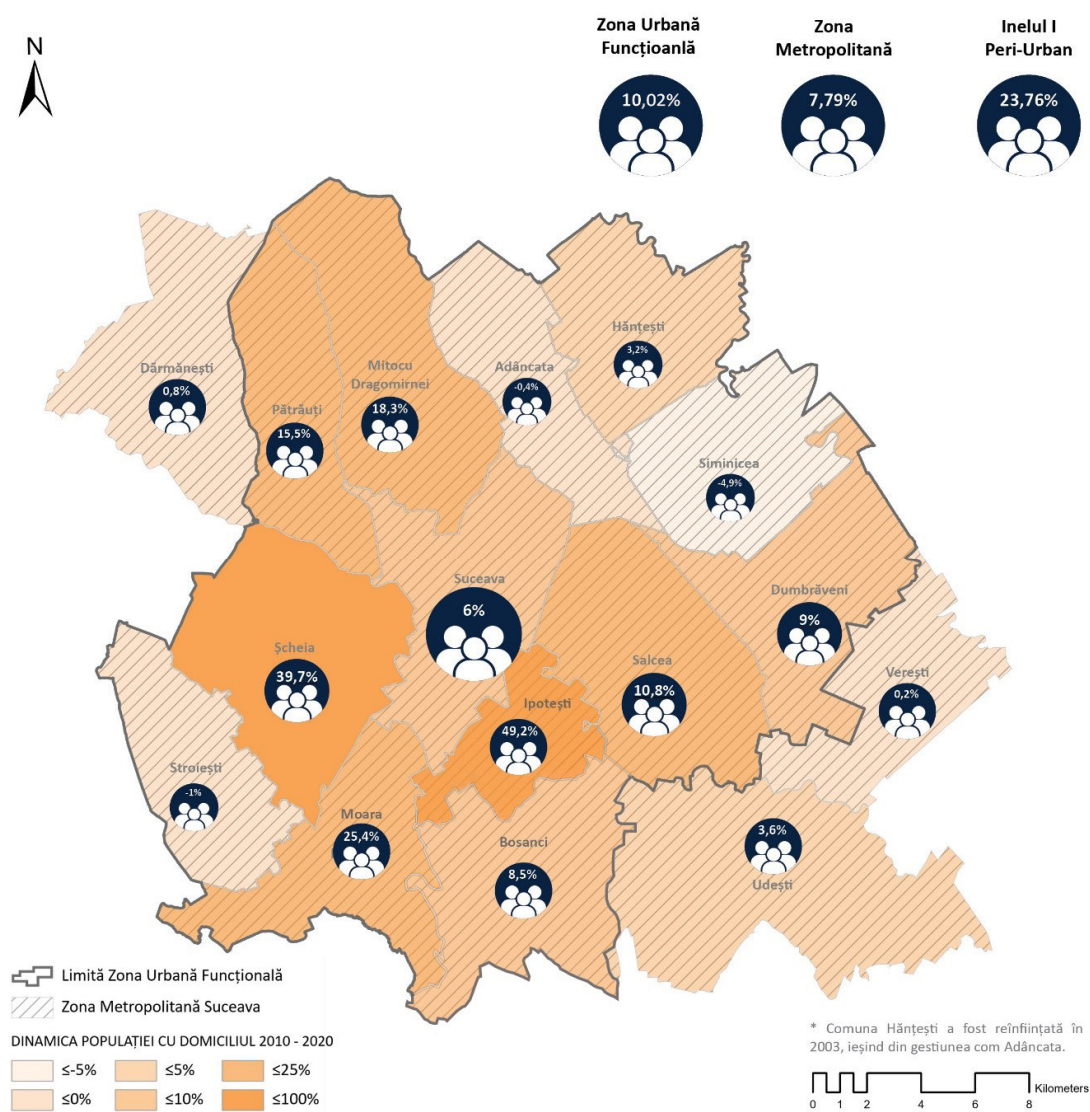 N
Zona Urbană
Funcțioanlă
10,02%
Zona
Metropolitană
7,79%
Inelul I
Peri-Urban
23,76%
Hănțești
3,2%
Dărmănești
0,8%
Mitocu
Dragomirnei
18,3%
Adâncata
-0,4%
Pătrăuți
15,5%
Siminicea
-4,9%
Suceava
6%
Dumbrăveni
9%
Șcheia
39,7%
Salcea
10,8%
Verești
0,2%
Ipotești
49,2%
Stroiești
-1%
Moara
25,4%
Bosanci
8,5%
3,6%
Udești
Limită Zona Urbană Funcțională
Zona Metropolitană Suceava
DINAMICA POPULAȚIEI CU DOMICILIUL 2010 - 2020
≤-5% ≤5% ≤25%
≤0% ≤10% ≤100%
* Comuna Hănțești a fost reînființată în
2003, ieșind din gestiunea com Adâncata.
Kilometers
0 1 2 4 6 8